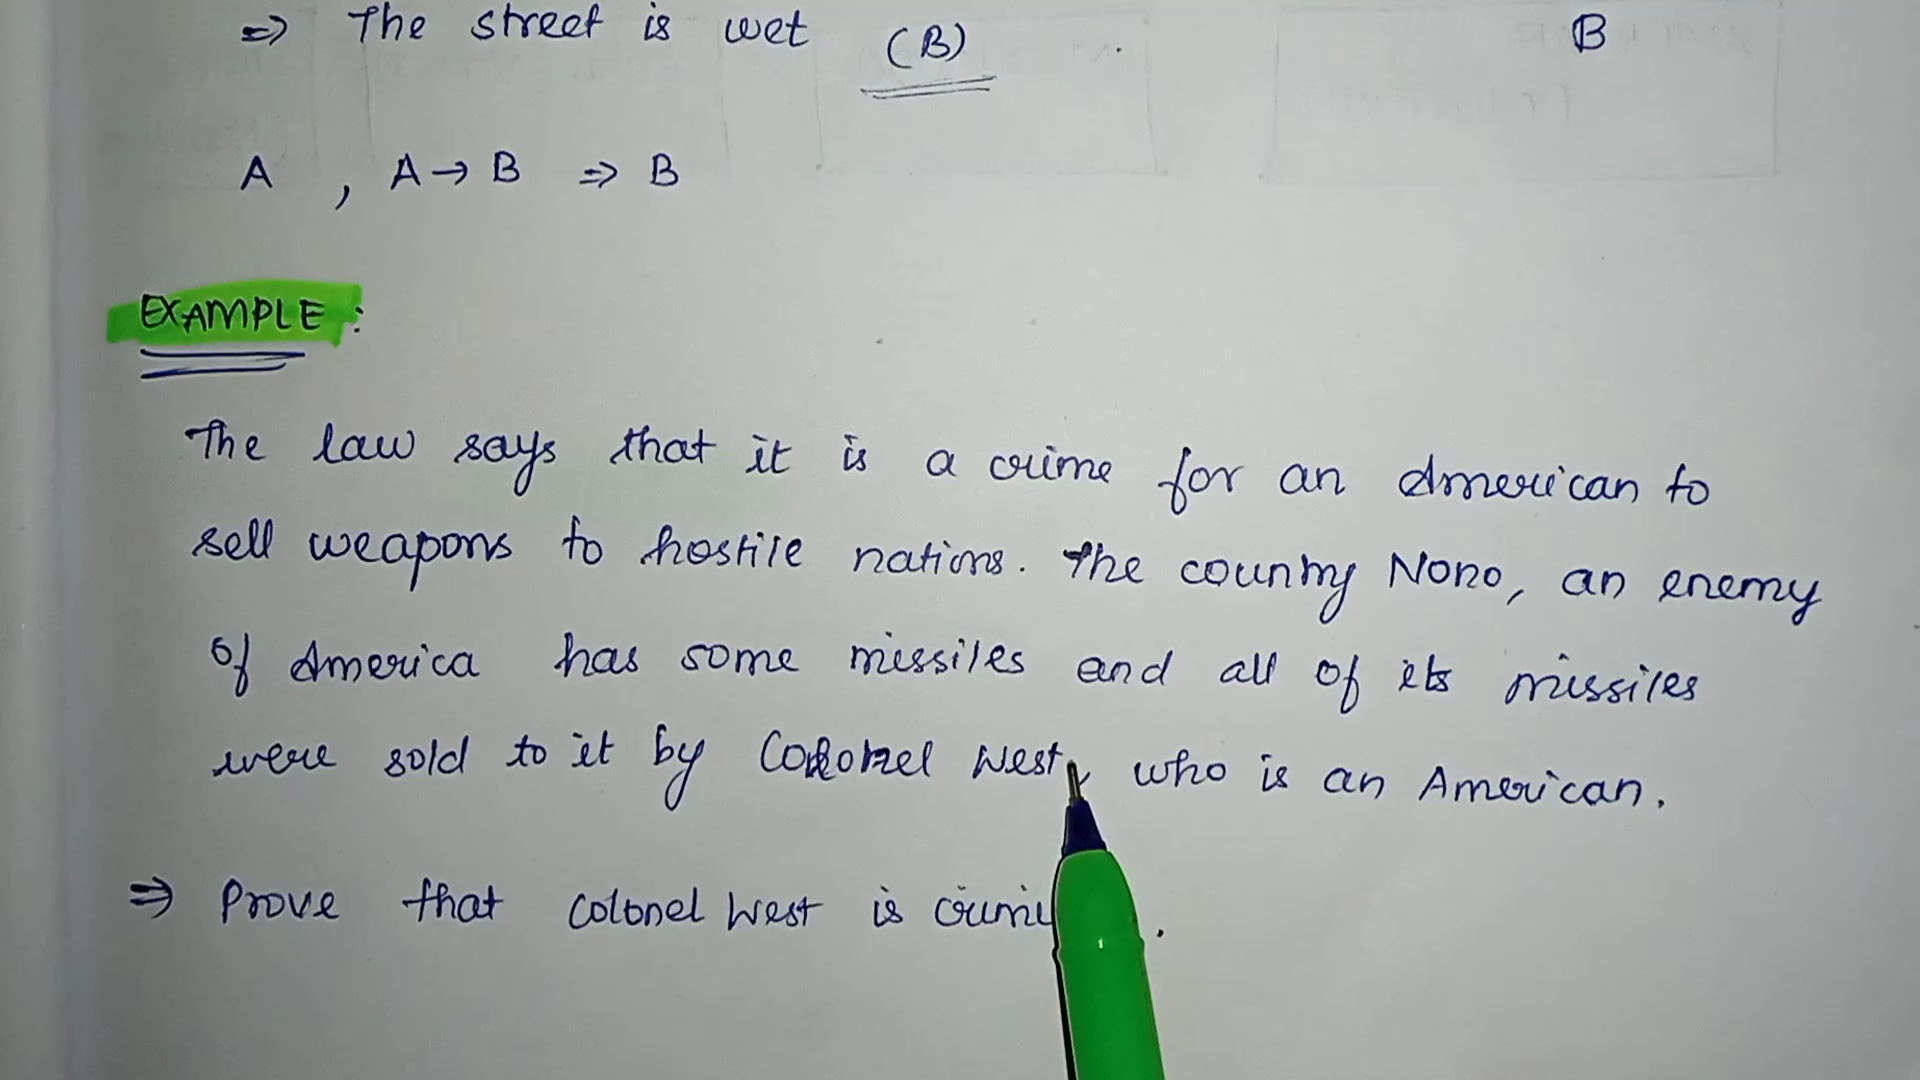 ⇒ The street is wet (B) B
A , A → B ⇒ B
EXAMPLE :
The law says that it is a crime for an American to
sell weapons to hostile nations. The country Nono, an enemy
of America has some missiles and all of its missiles
were sold to it by Colonel West, who is an American.
⇒ Prove that Colonel West is .